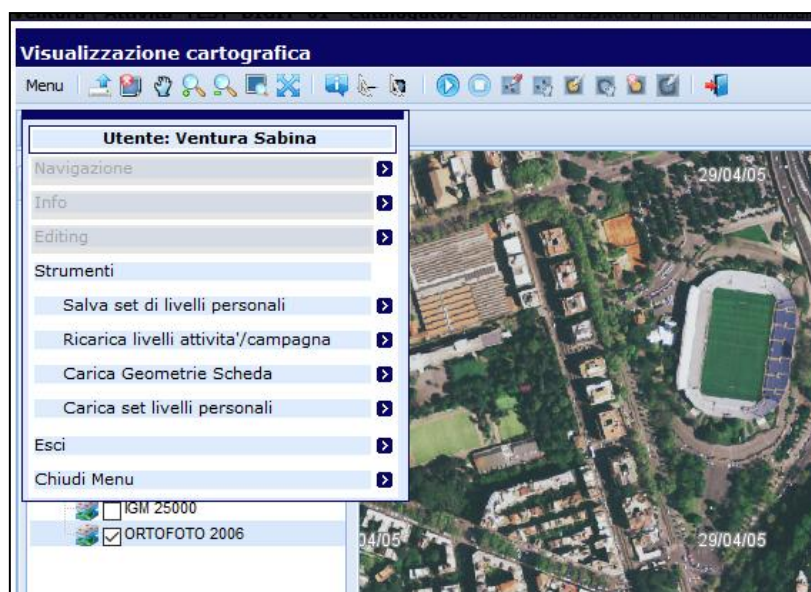 Visualizzazione cartografica
Menu
Utente: Ventura Sabina
Navigazione
Info
Editing
Strumenti
Salva set di livelli personali
Ricarica livelli attivita'/campagna
Carica Geometrie Scheda
Carica set livelli personali
Esci
Chiudi Menu
IGM 25000
ORTOFOTO 2006
29/04/05
04/05
29/04/05